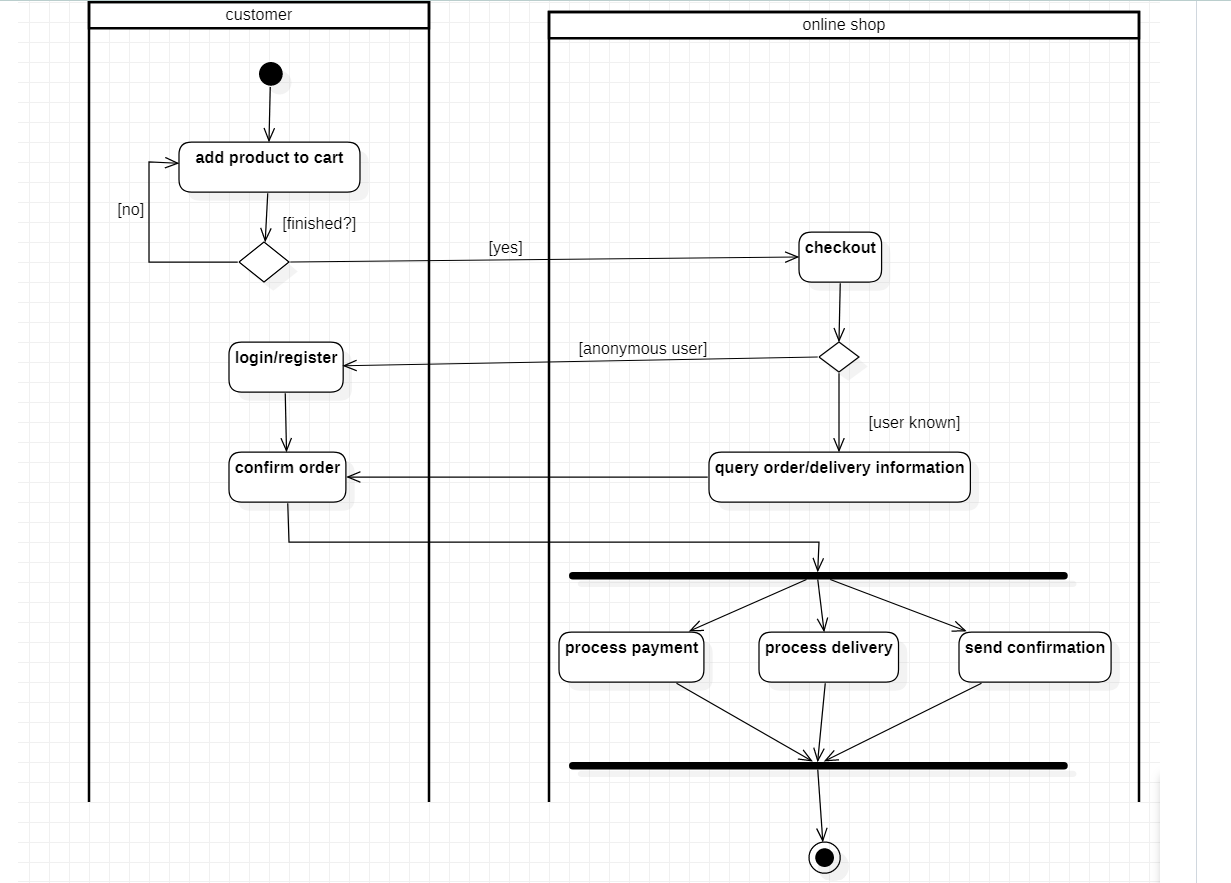 customer
online shop
add product to cart
[no]
[finished?]
[yes]
checkout
[anonymous user]
login/register
[user known]
confirm order
query order/delivery information
process payment
process delivery
send confirmation